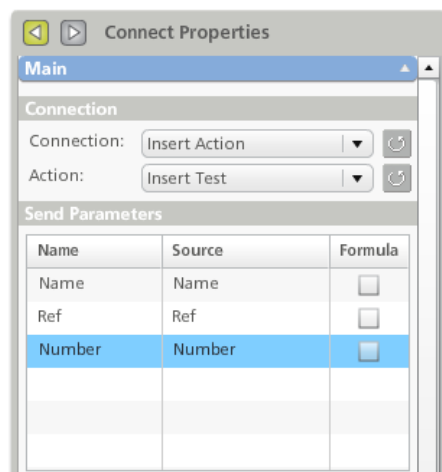 Connect Properties
Main
Connection
Connection: Insert Action
Action: Insert Test
Send Parameters
Name Source Formula
Name Name
Ref Ref
Number Number